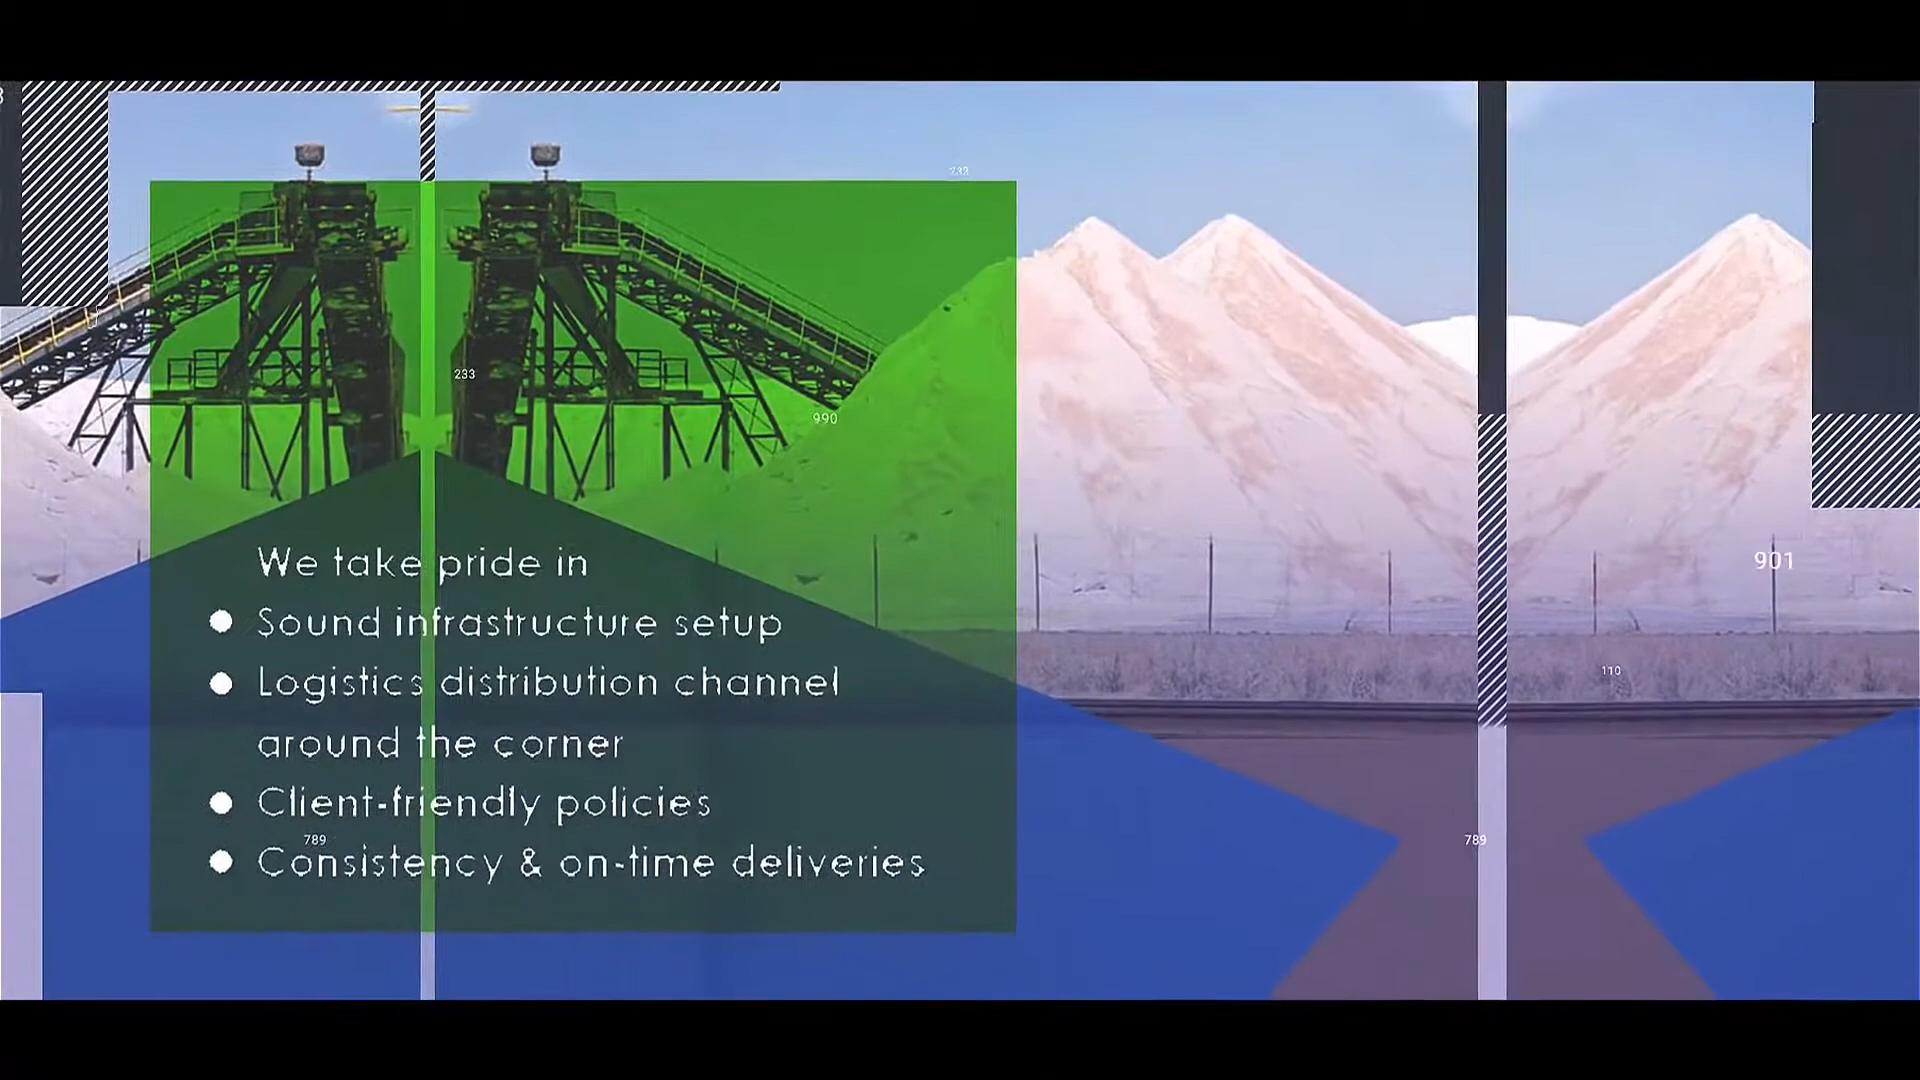 733
233
990
We take pride in
901
Sound infrastructure setup
110
Logistics distribution channel
around the corner
Client-friendly policies
789
789
Consistency & on-time deliveries